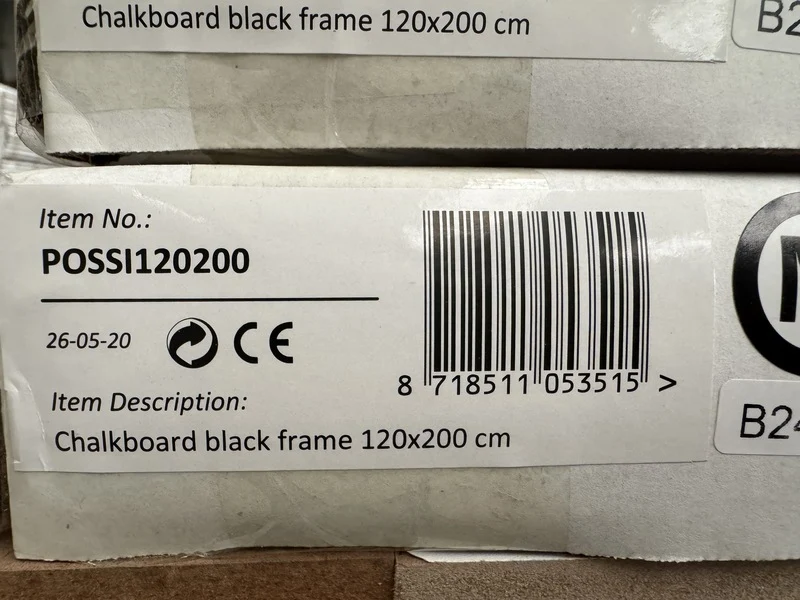 Chalkboard black frame 120x200 cm
Item No.:
POSSI120200
26-05-20 CE
Item Description:
Chalkboard black frame 120x200 cm
8 718511 053515 >